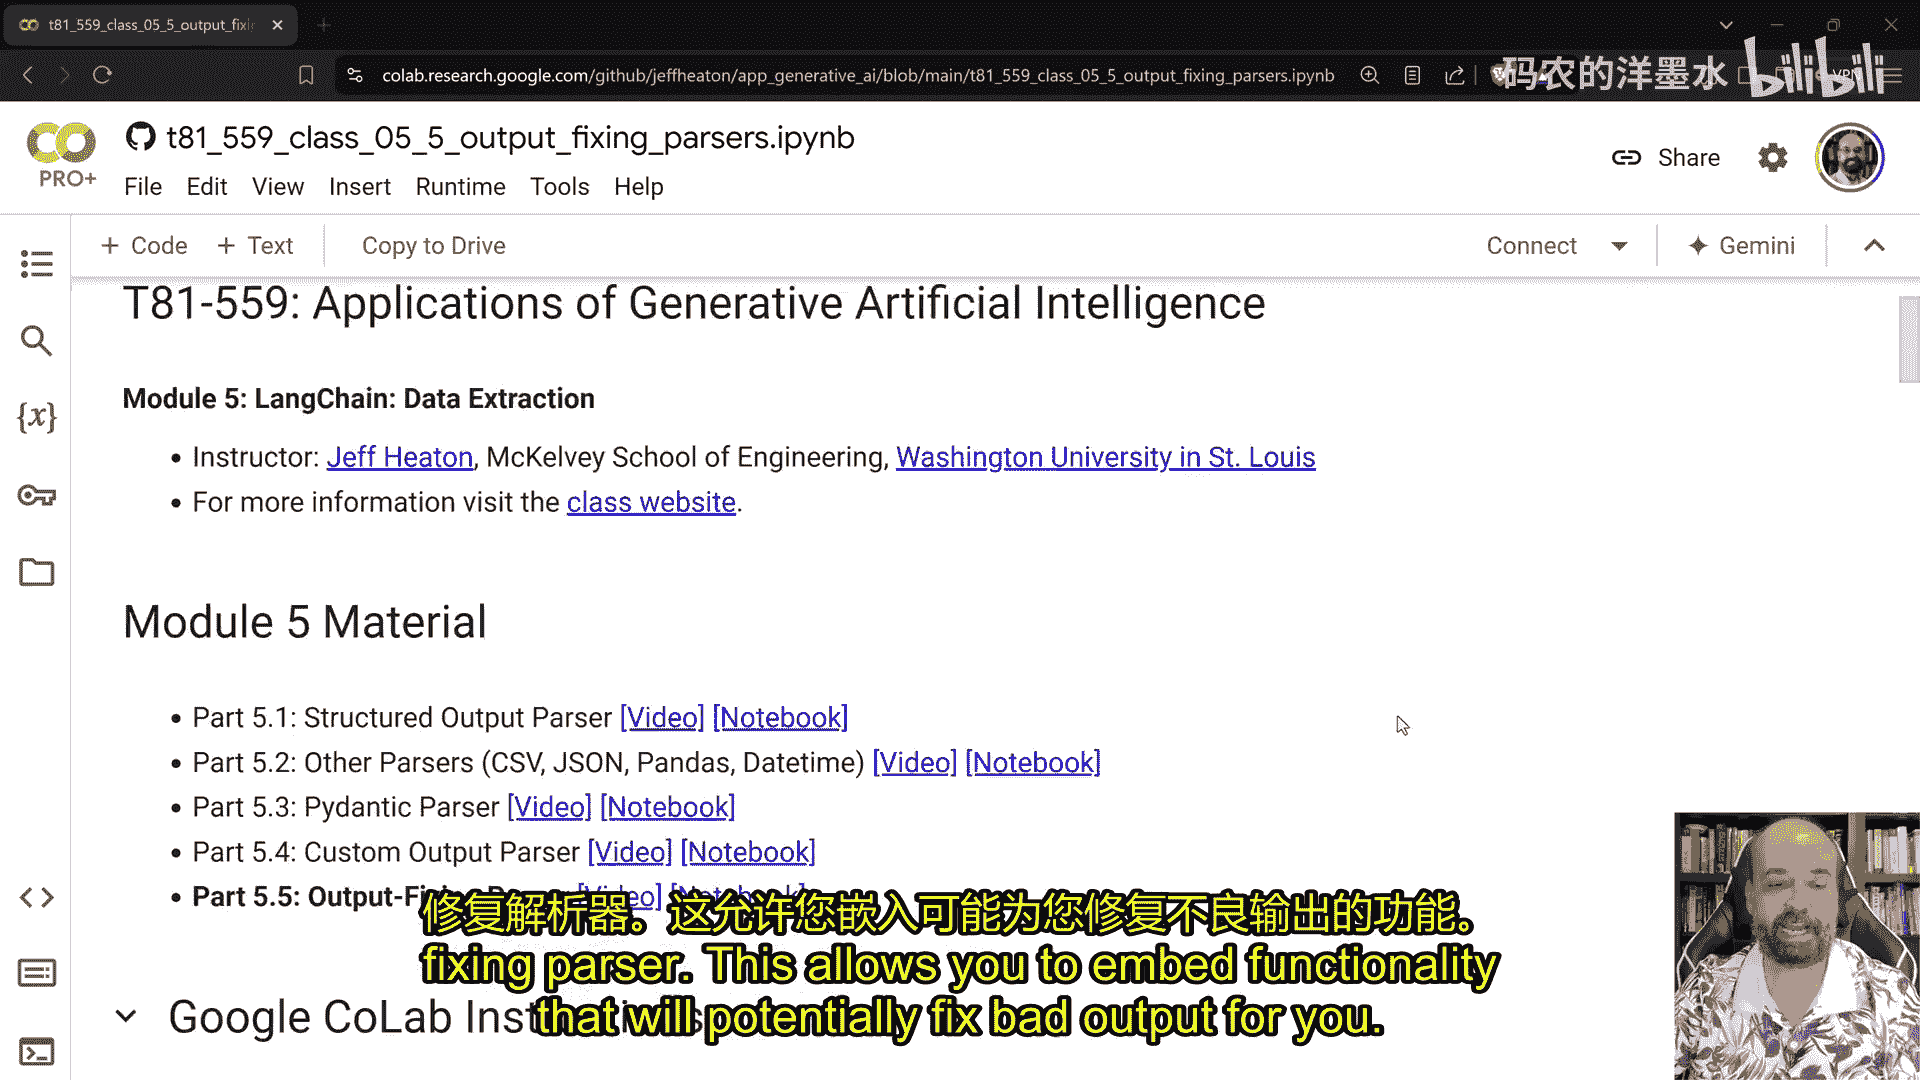 t81_559_class_05_5_output_fixi
colab.research.google.com/github/jeffheaton/app_generative_ai/blob/main/t81_559_class_05_5_output_fixing_parsers.ipynb
码农的洋墨水 bilibili
VPN
t81_559_class_05_5_output_fixing_parsers.ipynb
PRO+
File Edit View Insert Runtime Tools Help
Share
+ Code + Text Copy to Drive
Connect Gemini
T81-559: Applications of Generative Artificial Intelligence
Module 5: LangChain: Data Extraction
• Instructor: Jeff Heaton, McKelvey School of Engineering, Washington University in St. Louis
• For more information visit the class website.
Module 5 Material
• Part 5.1: Structured Output Parser [Video] [Notebook]
• Part 5.2: Other Parsers (CSV, JSON, Pandas, Datetime) [Video] [Notebook]
• Part 5.3: Pydantic Parser [Video] [Notebook]
• Part 5.4: Custom Output Parser [Video] [Notebook]
• Part 5.5: Output-Fixing Parser [Video] [Notebook]
修复解析器。这允许您嵌入可能为您修复不良输出的功能。
fixing parser. This allows you to embed functionality
that will potentially fix bad output for you.
Google CoLab Instructions